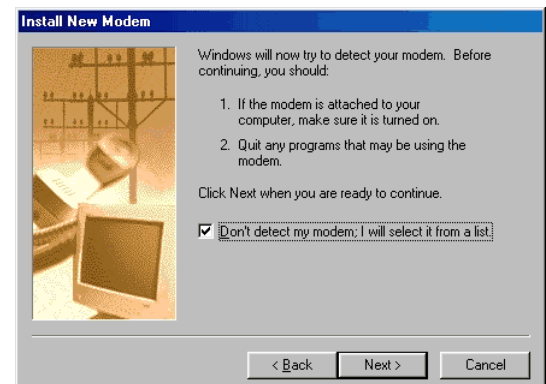 Install New Modem
Windows will now try to detect your modem. Before
continuing, you should:
1. If the modem is attached to your
computer, make sure it is turned on.
2. Quit any programs that may be using the
modem.
Click Next when you are ready to continue.
Don't detect my modem; I will select it from a list.
< Back
Next >
Cancel